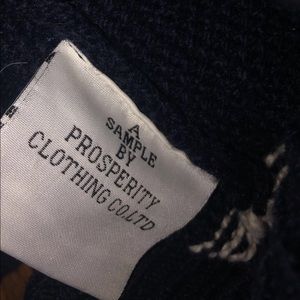 A
SAMPLE
BY
PROSPERITY
CLOTHING CO.LTD